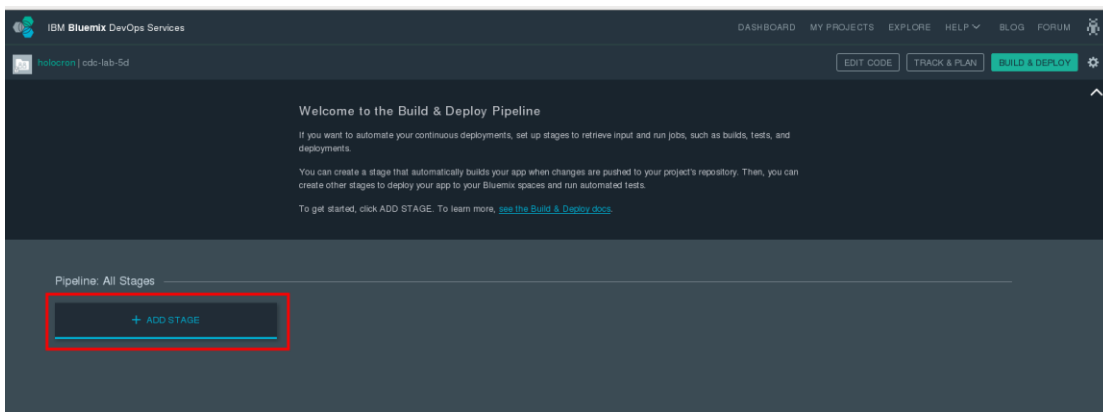 IBM Bluemix DevOps Services
DASHBOARD MY PROJECTS EXPLORE HELP BLOG FORUM
holocron | cdc-lab-5d
EDIT CODE TRACK & PLAN BUILD & DEPLOY
Welcome to the Build & Deploy Pipeline
If you want to automate your continuous deployments, set up stages to retrieve input and run jobs, such as builds, tests, and
deployments.
You can create a stage that automatically builds your app when changes are pushed to your project's repository. Then, you can
create other stages to deploy your app to your Bluemix spaces and run automated tests.
To get started, click ADD STAGE. To learn more, see the Build & Deploy docs.
Pipeline: All Stages
+ ADD STAGE